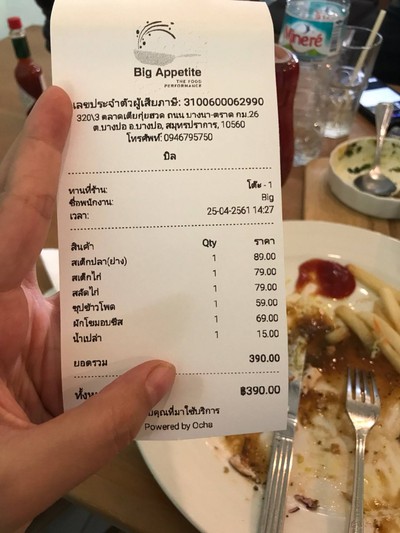 Big Appetite
THE FOOD
PERFORMANCE
เลขประจำตัวผู้เสียภาษี: 3100600062990
320\3 ตลาดเตียกุ่ยฮวด ถนน บางนา-ตราด กม.26
ต.บางบ่อ อ.บางบ่อ, สมุทรปราการ, 10560
โทรศัพท์: 0946795750
บิล
ทานที่ร้าน: โต๊ะ - 1
ชื่อพนักงาน: Big
เวลา: 25-04-2561 14:27
สินค้า Qty ราคา
สเต็กปลา(ย่าง) 1 89.00
สเต็กไก่ 1 79.00
สลัดไก่ 1 79.00
ซุปข้าวโพด 1 59.00
ผักโขมอบชีส 1 69.00
น้ำเปล่า 1 15.00
ยอดรวม 390.00
฿390.00
คุณที่มาใช้บริการ
Powered by Ocha
Mineré